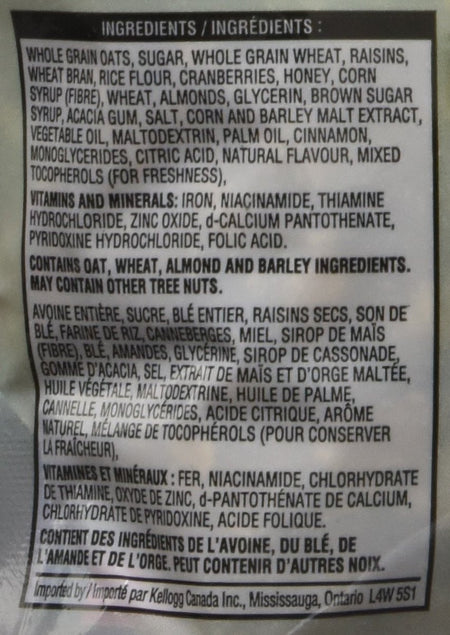 INGREDIENTS / INGRÉDIENTS :
WHOLE GRAIN OATS, SUGAR, WHOLE GRAIN WHEAT, RAISINS,
WHEAT BRAN, RICE FLOUR, CRANBERRIES, HONEY, CORN
SYRUP (FIBRE), WHEAT, ALMONDS, GLYCERIN, BROWN SUGAR
SYRUP, ACACIA GUM, SALT, CORN AND BARLEY MALT EXTRACT,
VEGETABLE OIL, MALTODEXTRIN, PALM OIL, CINNAMON,
MONOGLYCERIDES, CITRIC ACID, NATURAL FLAVOUR, MIXED
TOCOPHEROLS (FOR FRESHNESS),
VITAMINS AND MINERALS: IRON, NIACINAMIDE, THIAMINE
HYDROCHLORIDE, ZINC OXIDE, d-CALCIUM PANTOTHENATE,
PYRIDOXINE HYDROCHLORIDE, FOLIC ACID.
CONTAINS OAT, WHEAT, ALMOND AND BARLEY INGREDIENTS.
MAY CONTAIN OTHER TREE NUTS.
AVOINE ENTIÈRE, SUCRE, BLÉ ENTIER, RAISINS SECS, SON DE
BLÉ, FARINE DE RIZ, CANNEBERGES, MIEL, SIROP DE MAÏS
(FIBRE), BLÉ, AMANDES, GLYCÉRINE, SIROP DE CASSONADE,
GOMME D'ACACIA, SEL, EXTRAIT DE MAÏS ET D'ORGE MALTÉE,
HUILE VÉGÉTALE, MALTODEXTRINE, HUILE DE PALME,
CANNELLE, MONOGLYCÉRIDES, ACIDE CITRIQUE, ARÔME
NATUREL, MÉLANGE DE TOCOPHÉROLS (POUR CONSERVER
LA FRAÎCHEUR),
VITAMINES ET MINÉRAUX : FER, NIACINAMIDE, CHLORHYDRATE
DE THIAMINE, OXYDE DE ZINC, d-PANTOTHÉNATE DE CALCIUM,
CHLORHYDRATE DE PYRIDOXINE, ACIDE FOLIQUE.
CONTIENT DES INGRÉDIENTS DE L'AVOINE, DU BLÉ, DE
L'AMANDE ET DE L'ORGE. PEUT CONTENIR D'AUTRES NOIX.
Imported by / Importé par Kellogg Canada Inc., Mississauga, Ontario L4W 5S1